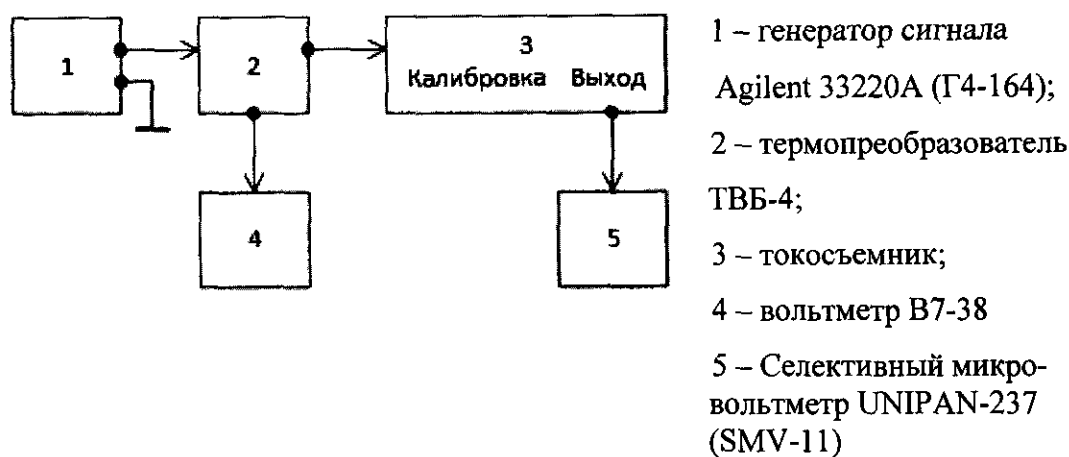 1
2
3
Калибровка Выход
4
5
1 – генератор сигнала
Agilent 33220A (Г4-164);
2 – термопреобразователь
ТВБ-4;
3 – токосъемник;
4 – вольтметр В7-38
5 – Селективный микро-
вольтметр UNIPAN-237
(SMV-11)